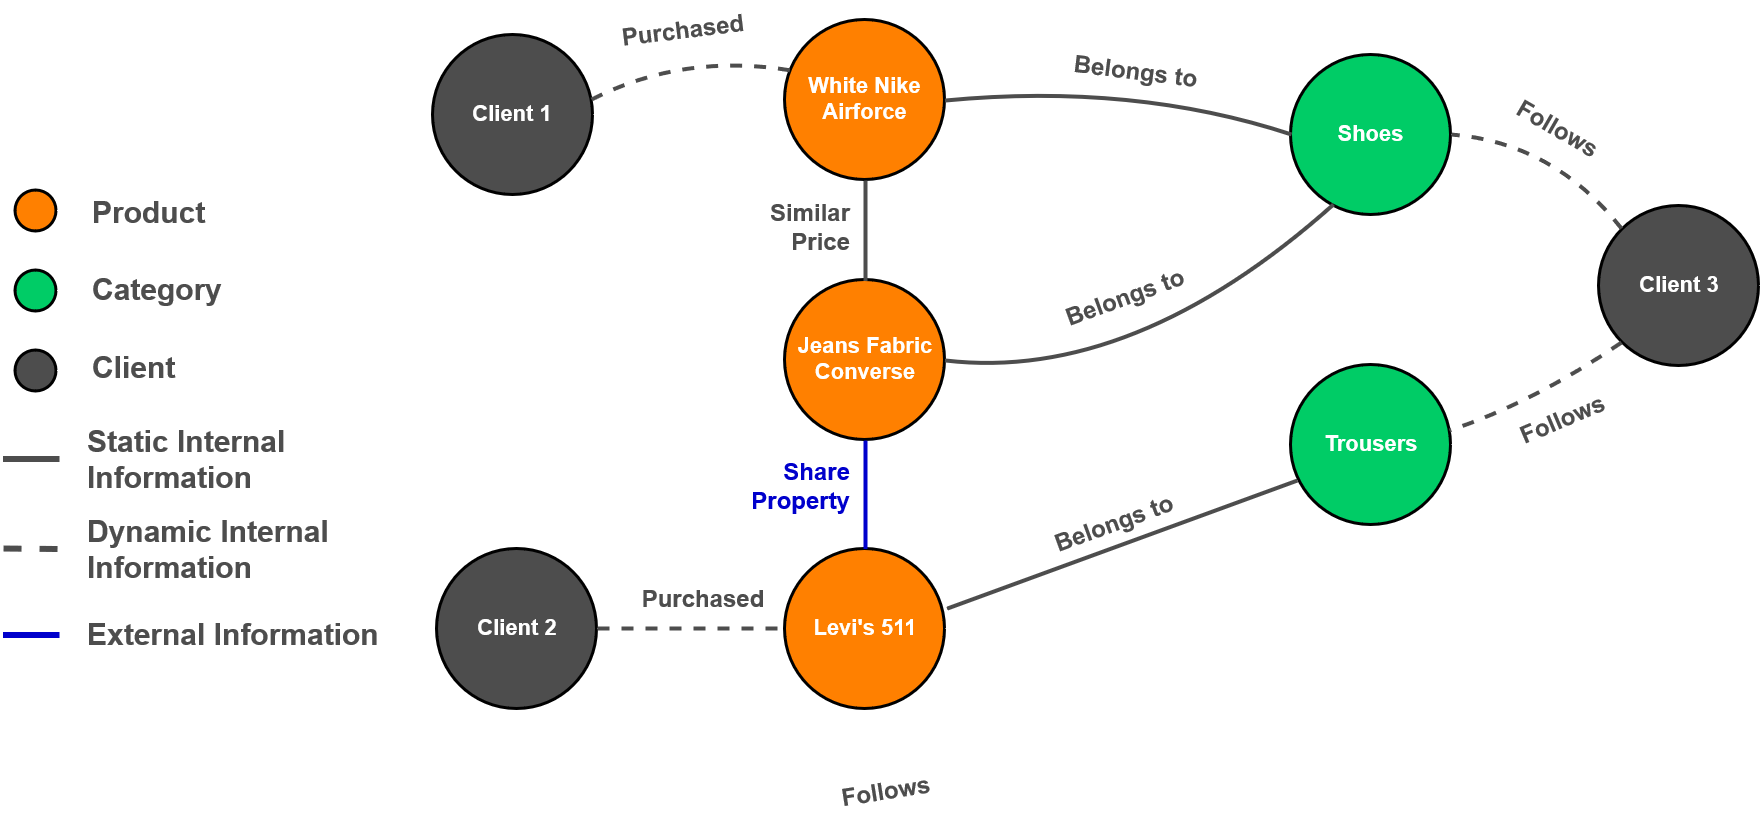 Purchased
Client 1
White Nike
Airforce
Belongs to
Shoes
Follows
Product
Similar
Price
Category
Client 3
Belongs to
Client
Jeans Fabric
Converse
Static Internal
Information
Share
Property
Trousers
Follows
Dynamic Internal
Information
Belongs to
External Information
Client 2
Purchased
Levi's 511
Follows